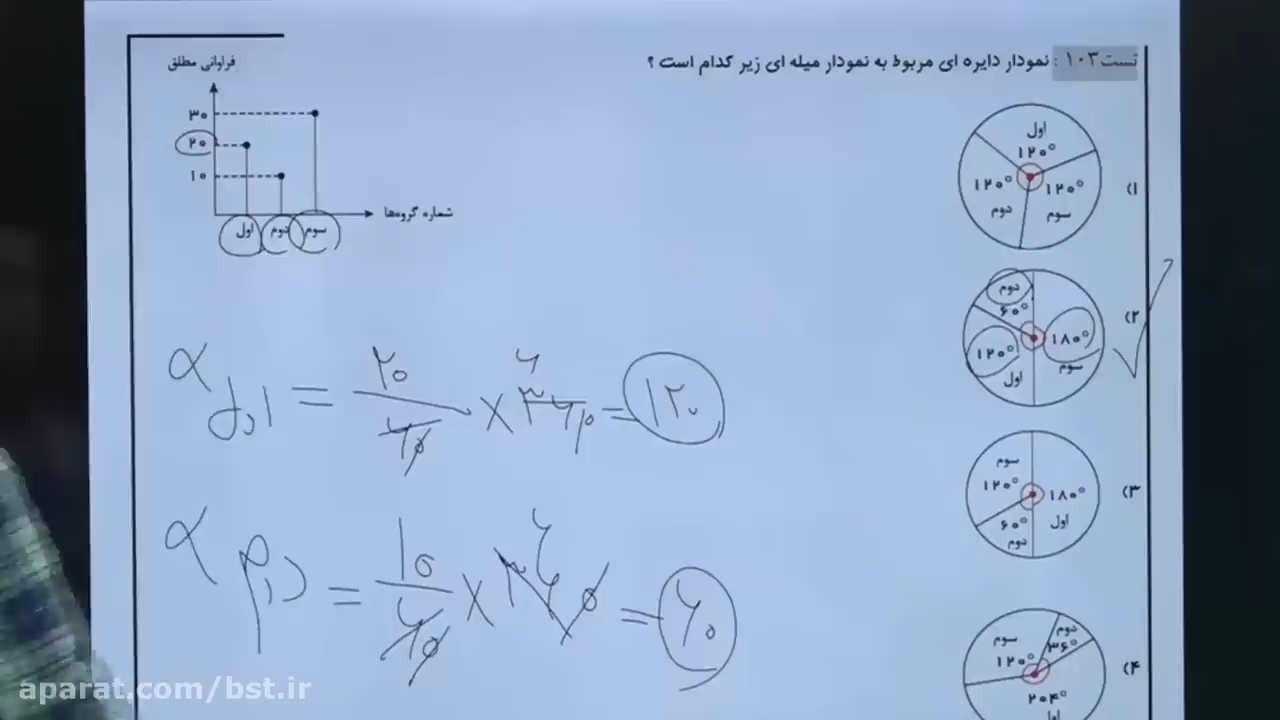 تست ۱۰۳ : نمودار دایره ای مربوط به نمودار میله ای زیر کدام است ؟
فراوانی مطلق
۳۰
۲۰
۱۰
اول
دوم
سوم
شماره گروه‌ها
۱)
اول
۱۲۰°
۱۲۰°
دوم
۱۲۰°
سوم
۲)
دوم
۶۰°
۱۲۰°
اول
۱۸۰°
سوم
۳)
سوم
۱۲۰°
۶۰°
دوم
۱۸۰°
اول
۴)
سوم
۱۲۰°
دوم
۳۶°
۲۰۴°
اول
α اول = ۲۰/۶۰ × ۳۶۰ = ۱۲۰
۶
α دوم = ۱۰/۶۰ × ۳۶۰ = ۶۰
۶
aparat.com/bst.ir